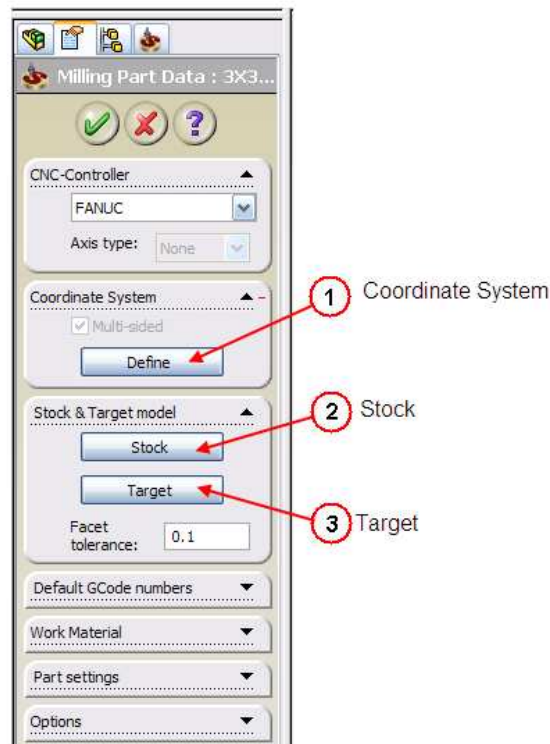 Milling Part Data : 3X3...
?
CNC-Controller
FANUC
Axis type: None
Coordinate System
Multi-sided
Define
1 Coordinate System
Stock & Target model
Stock
2 Stock
Target
3 Target
Facet tolerance: 0.1
Default GCode numbers
Work Material
Part settings
Options